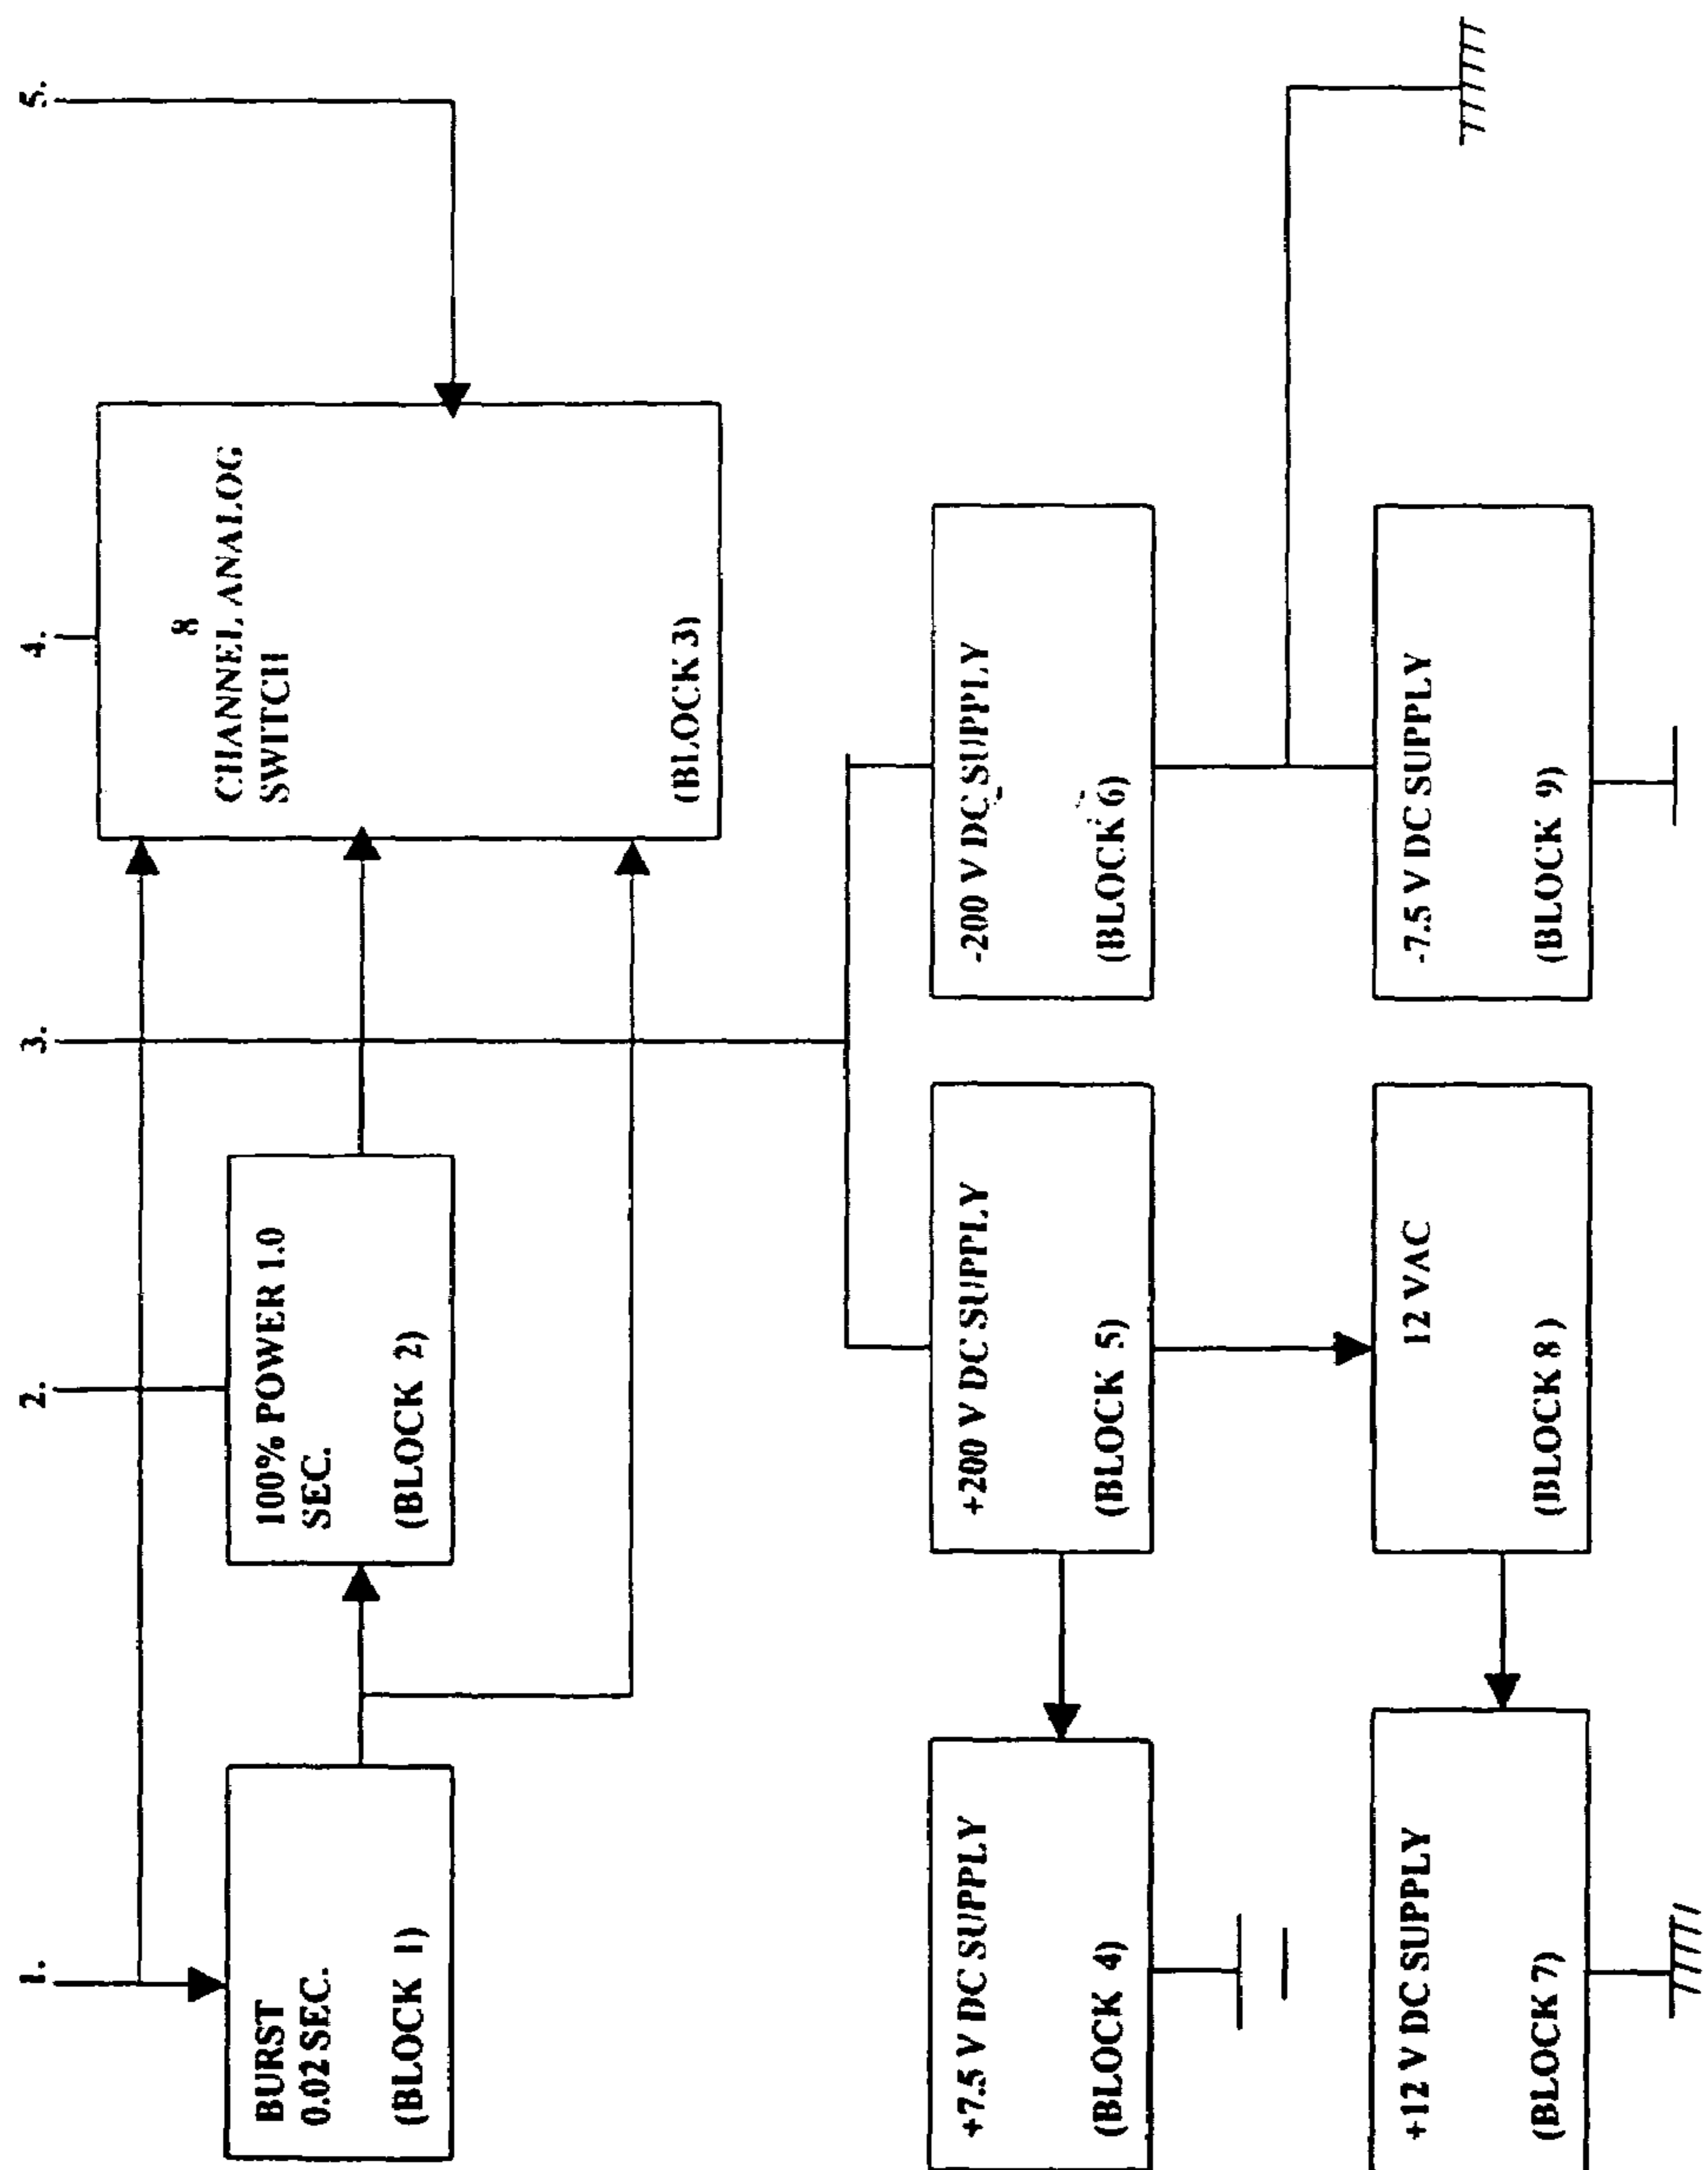 1.
2.
3.
4.
5.
BURST
0.02 SEC.
(BLOCK 1)
100% POWER 1.0
SEC.
(BLOCK 2)
8
CHANNEL ANALOG
SWITCH
(BLOCK 3)
+7.5 V DC SUPPLY
(BLOCK 4)
+200 V DC SUPPLY
(BLOCK 5)
-200 V DC SUPPLY
(BLOCK 6)
+12 V DC SUPPLY
(BLOCK 7)
12 VAC
(BLOCK 8 )
-7.5 V DC SUPPLY
(BLOCK 9)